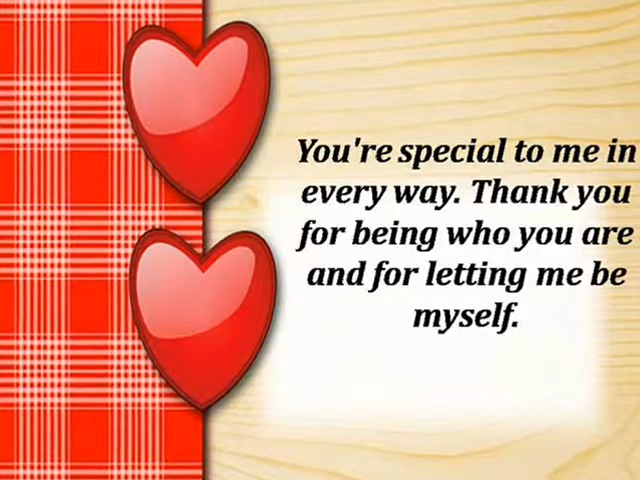 You're special to me in
every way. Thank you
for being who you are
and for letting me be
myself.